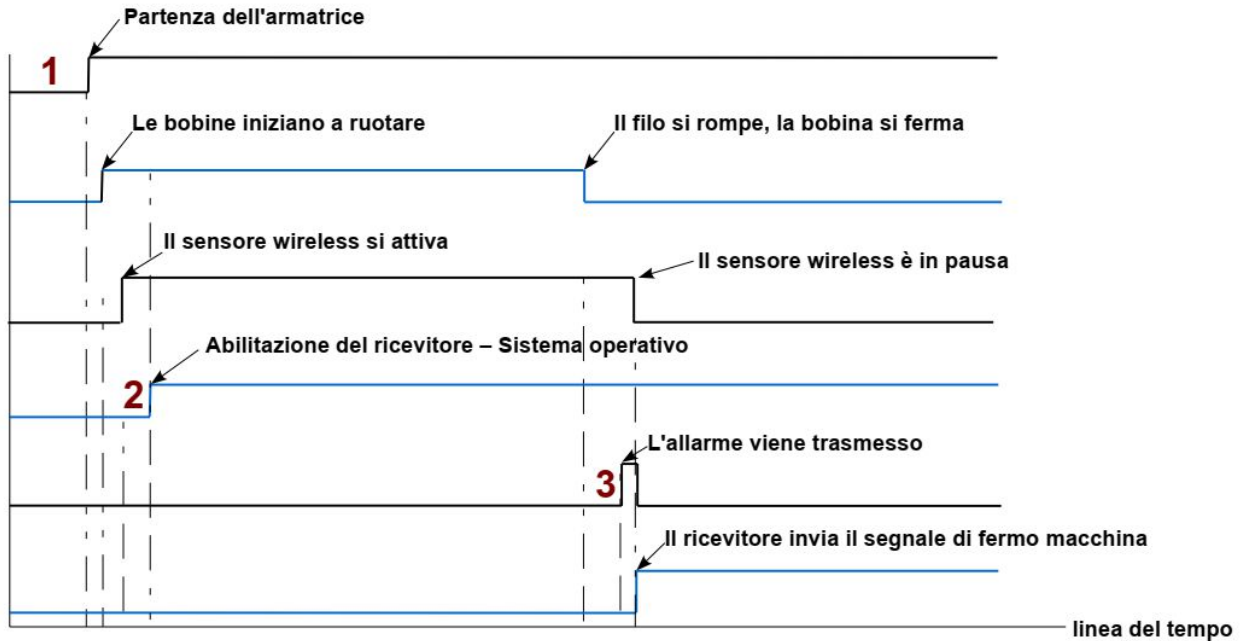 Partenza dell'armatrice
1
Le bobine iniziano a ruotare
Il filo si rompe, la bobina si ferma
Il sensore wireless si attiva
Il sensore wireless è in pausa
Abilitazione del ricevitore – Sistema operativo
2
L'allarme viene trasmesso
3
Il ricevitore invia il segnale di fermo macchina
linea del tempo